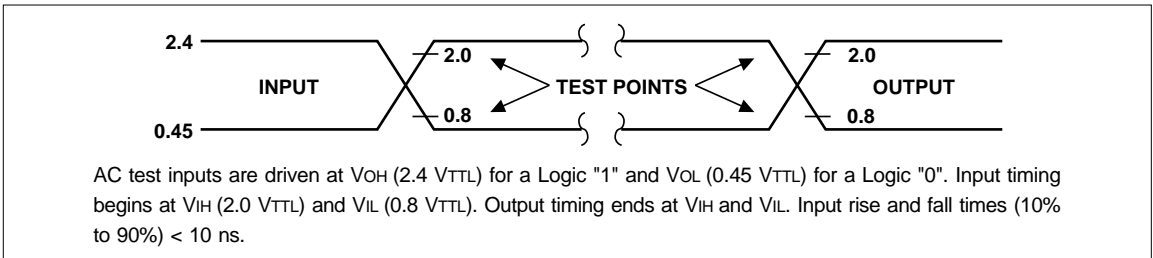 2.4
2.0
2.0
INPUT
TEST POINTS
OUTPUT
0.8
0.8
0.45
AC test inputs are driven at VOH (2.4 VTTL) for a Logic "1" and VOL (0.45 VTTL) for a Logic "0". Input timing
begins at VIH (2.0 VTTL) and VIL (0.8 VTTL). Output timing ends at VIH and VIL. Input rise and fall times (10%
to 90%) < 10 ns.